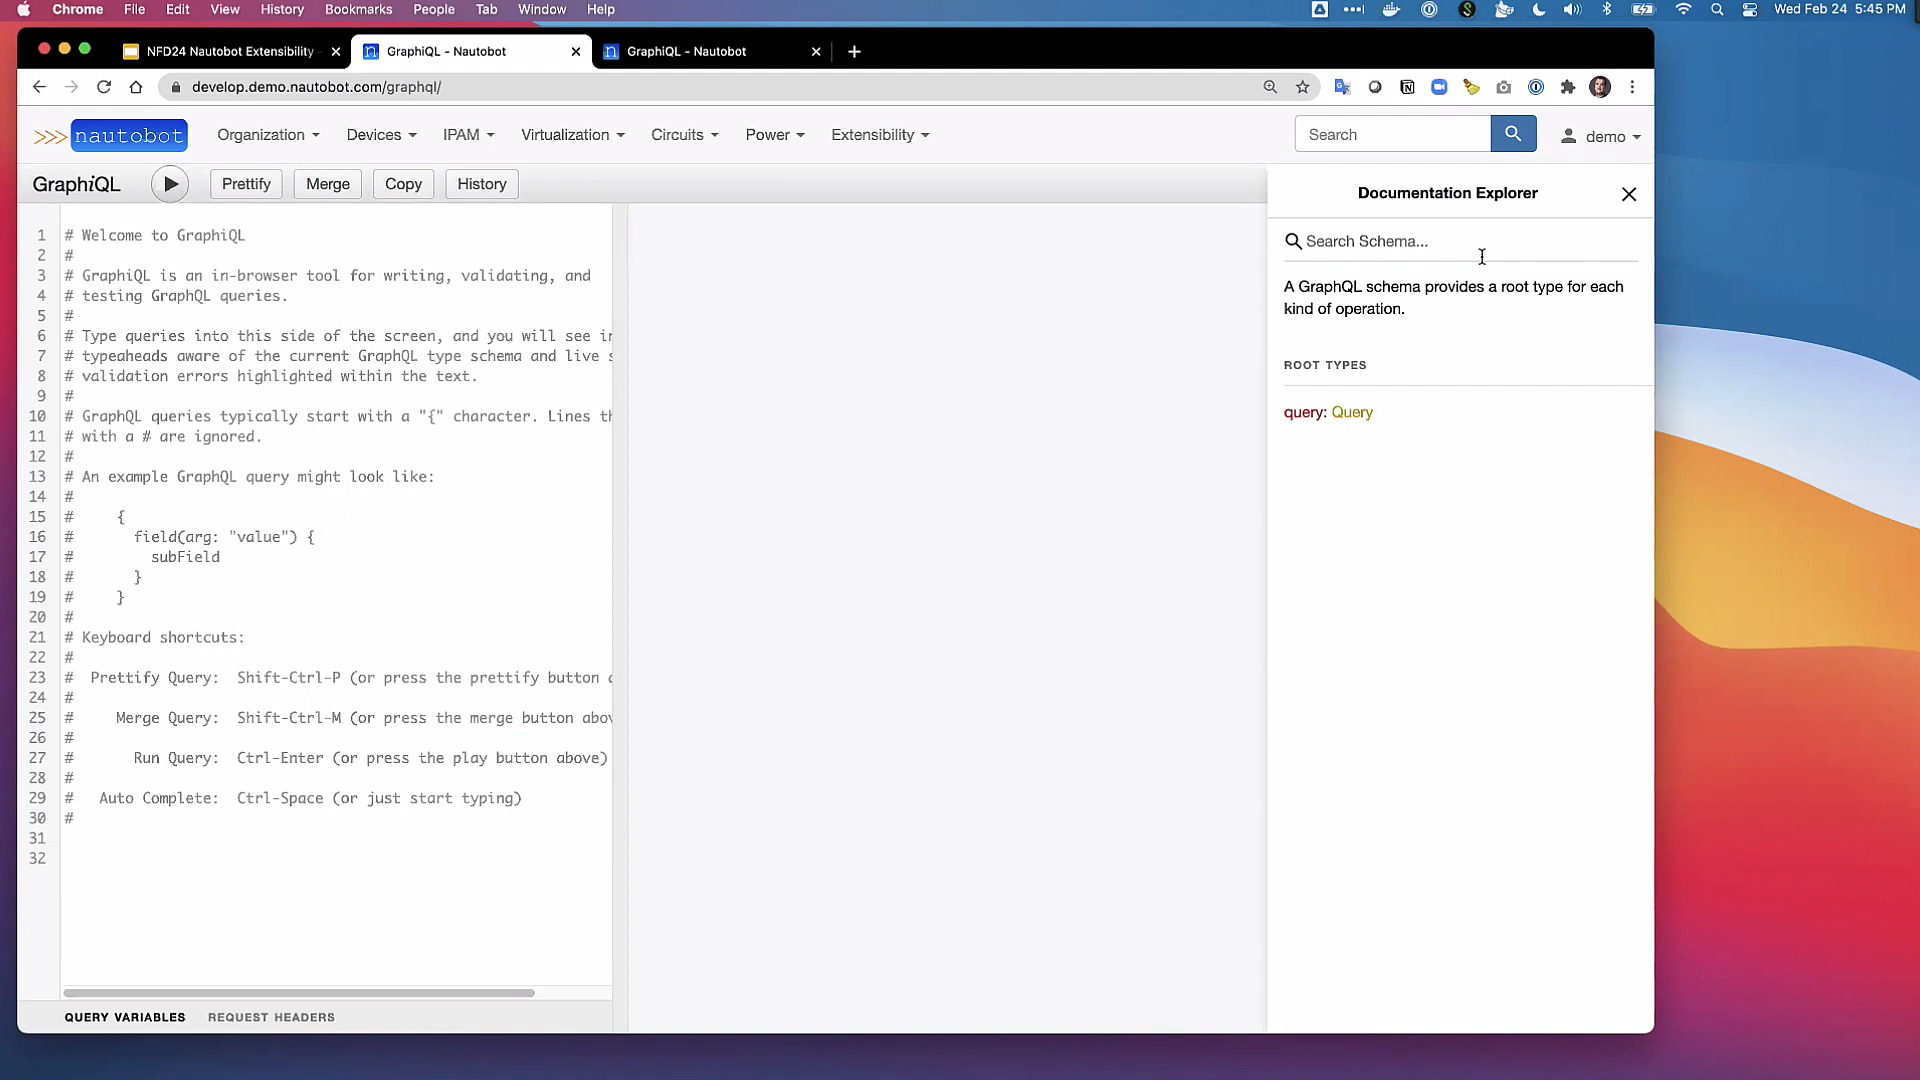 Chrome File Edit View History Bookmarks People Tab Window Help Wed Feb 24 5:45 PM
NFD24 Nautobot Extensibility GraphiQL - Nautobot GraphiQL - Nautobot
develop.demo.nautobot.com/graphql/
>>> nautobot Organization Devices IPAM Virtualization Circuits Power Extensibility Search demo
GraphiQL Prettify Merge Copy History
Documentation Explorer
Search Schema...
A GraphQL schema provides a root type for each
kind of operation.
ROOT TYPES
query: Query
1 # Welcome to GraphiQL
2 #
3 # GraphiQL is an in-browser tool for writing, validating, and
4 # testing GraphQL queries.
5 #
6 # Type queries into this side of the screen, and you will see in
7 # typeaheads aware of the current GraphQL type schema and live s
8 # validation errors highlighted within the text.
9 #
10 # GraphQL queries typically start with a "{" character. Lines th
11 # with a # are ignored.
12 #
13 # An example GraphQL query might look like:
14 #
15 # {
16 # field(arg: "value") {
17 # subField
18 # }
19 # }
20 #
21 # Keyboard shortcuts:
22 #
23 # Prettify Query: Shift-Ctrl-P (or press the prettify button a
24 #
25 # Merge Query: Shift-Ctrl-M (or press the merge button abov
26 #
27 # Run Query: Ctrl-Enter (or press the play button above)
28 #
29 # Auto Complete: Ctrl-Space (or just start typing)
30 #
31
32
QUERY VARIABLES REQUEST HEADERS